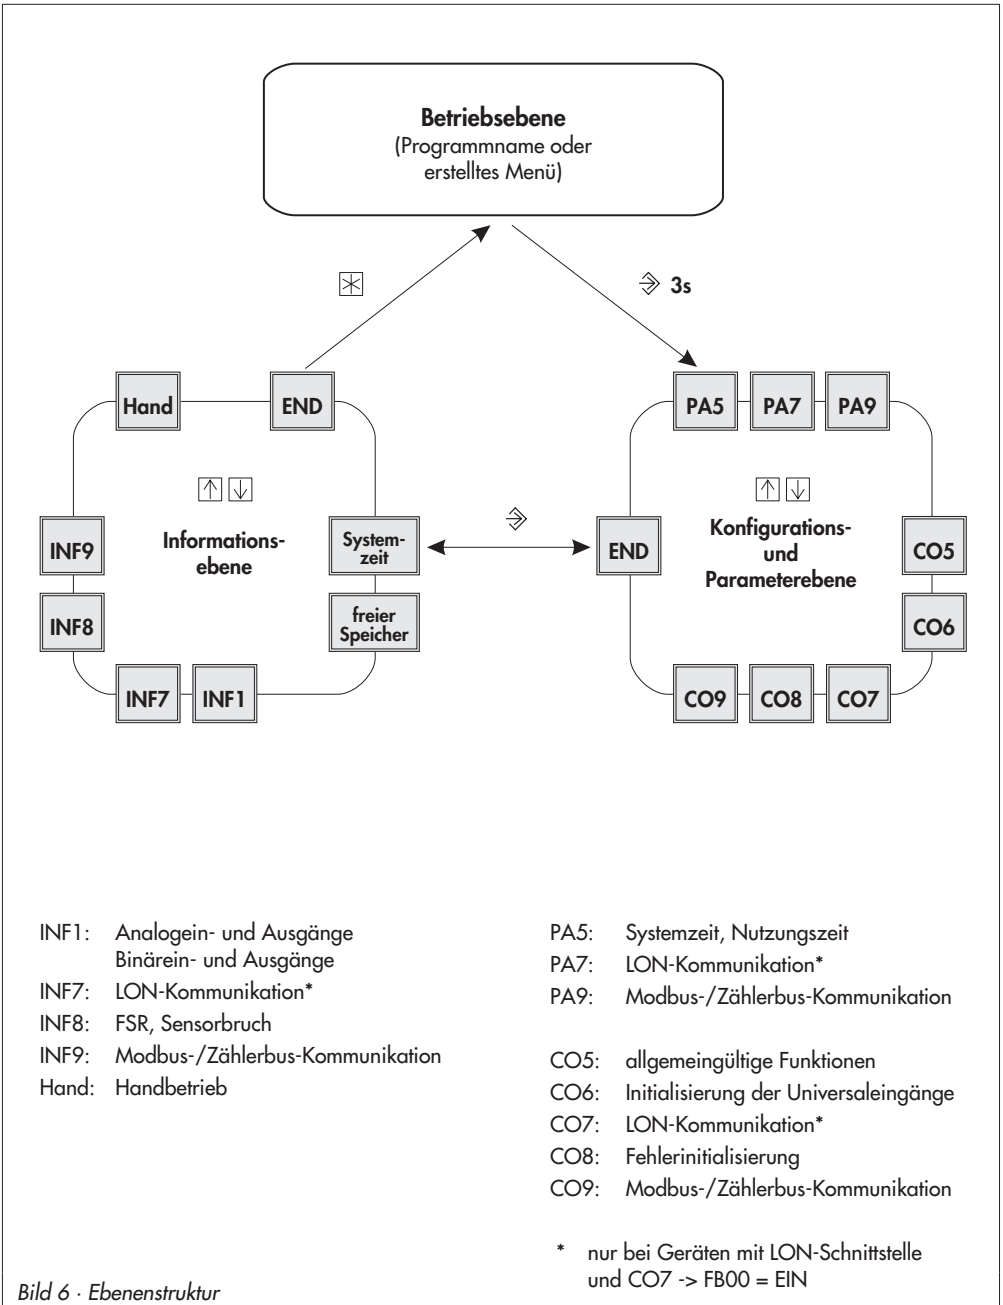 Betriebsebene
(Programmname oder
erstelltes Menü)
3s
Hand
END
PA5
PA7
PA9
INF9
Informations-
ebene
System-
zeit
END
Konfigurations-
und
Parameterebene
CO5
INF8
freier
Speicher
CO6
INF7
INF1
CO9
CO8
CO7
INF1: Analogein- und Ausgänge
Binärein- und Ausgänge
INF7: LON-Kommunikation*
INF8: FSR, Sensorbruch
INF9: Modbus-/Zählerbus-Kommunikation
Hand: Handbetrieb
PA5: Systemzeit, Nutzungszeit
PA7: LON-Kommunikation*
PA9: Modbus-/Zählerbus-Kommunikation
CO5: allgemeingültige Funktionen
CO6: Initialisierung der Universaleingänge
CO7: LON-Kommunikation*
CO8: Fehlerinitialisierung
CO9: Modbus-/Zählerbus-Kommunikation
* nur bei Geräten mit LON-Schnittstelle
und CO7 -> FB00 = EIN
Bild 6 · Ebenenstruktur